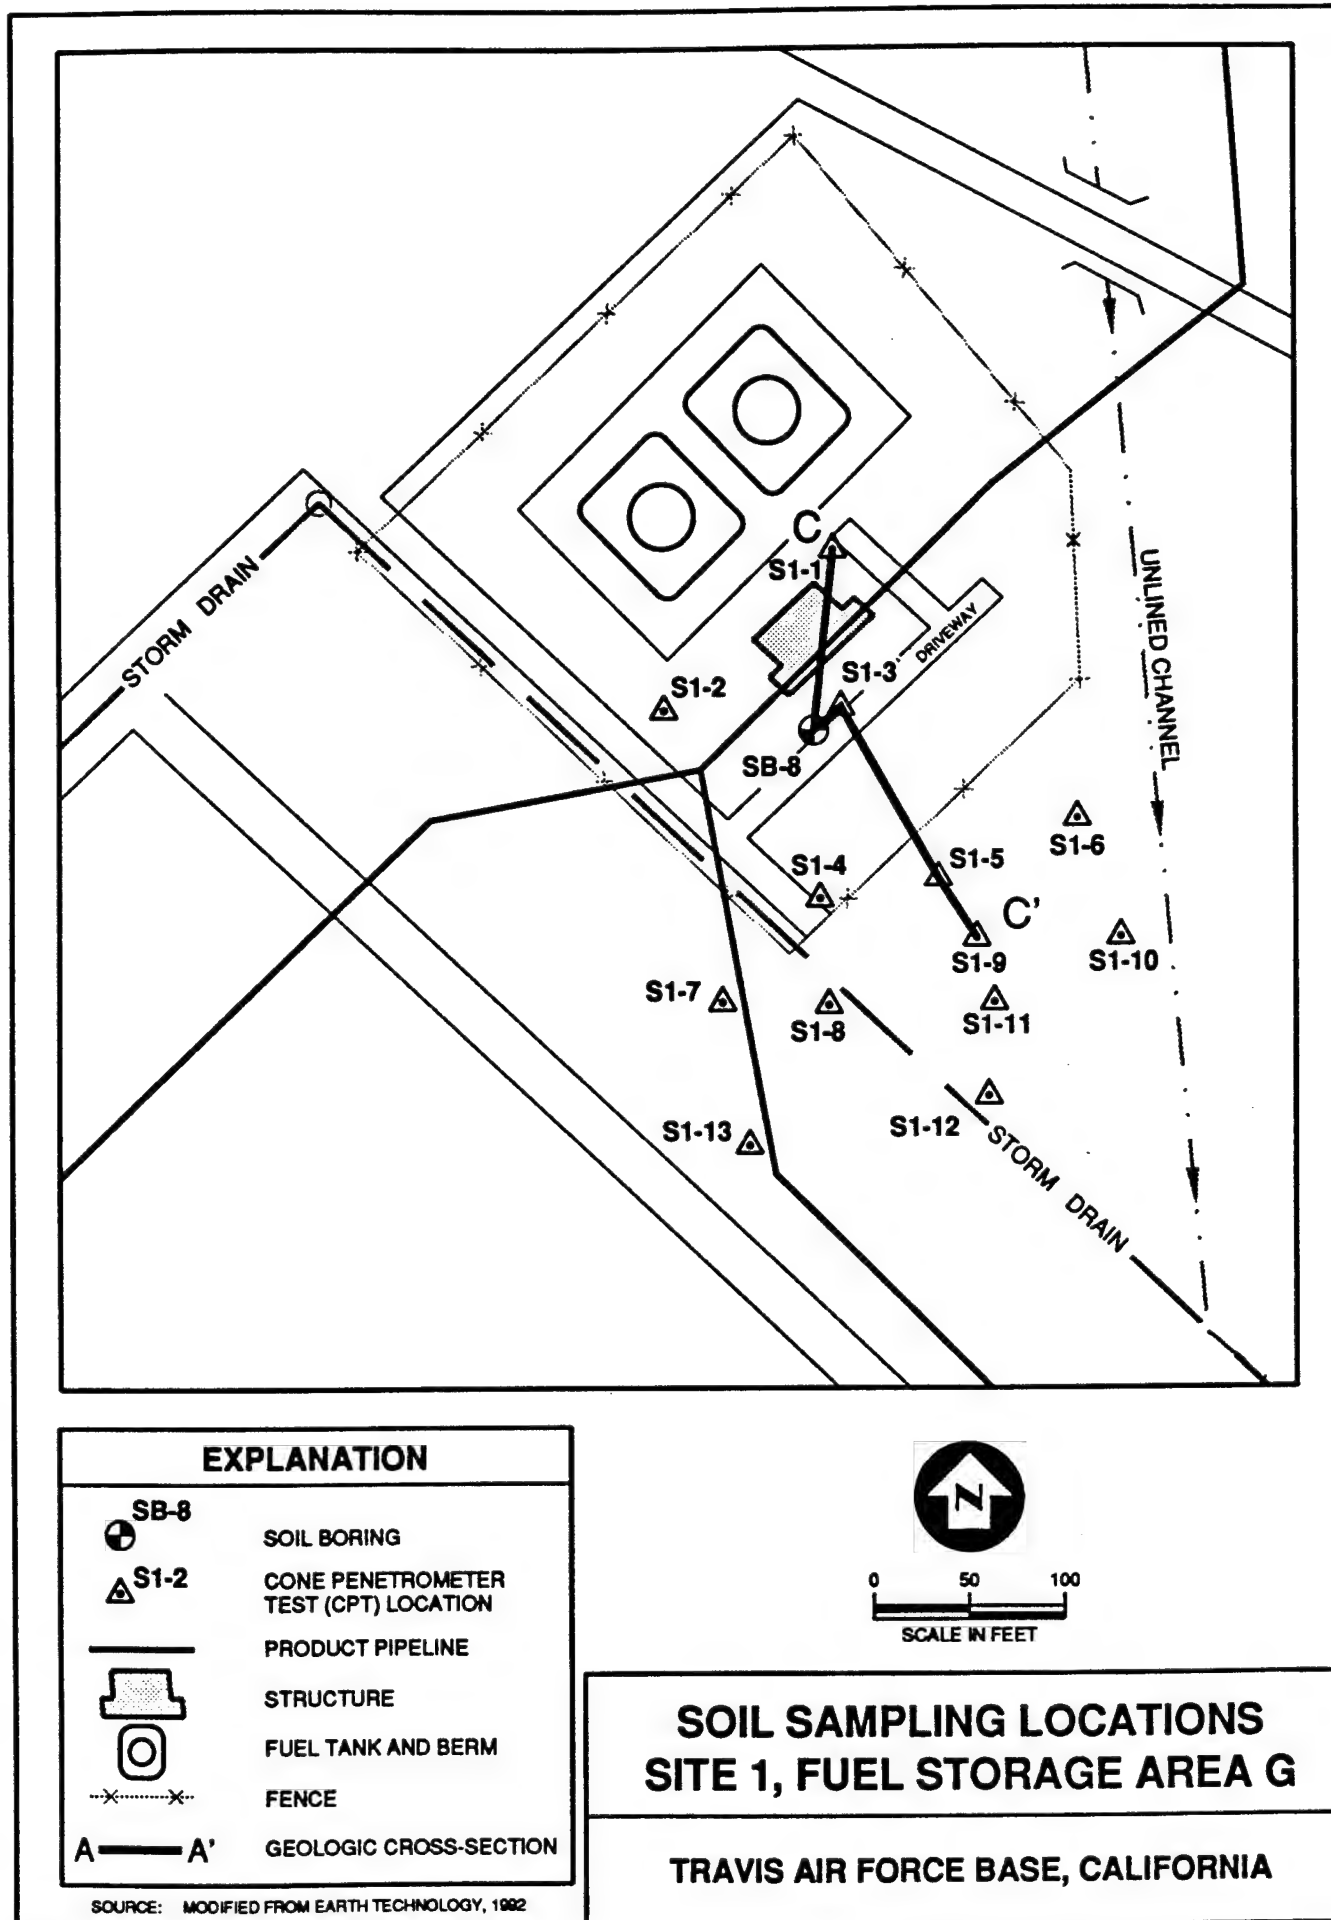 C
S1-1
STORM DRAIN
UNLINED CHANNEL
DRIVEWAY
S1-3
S1-2
SB-8
S1-6
S1-5
S1-4
C'
S1-9
S1-10
S1-7
S1-8
S1-11
S1-12
S1-13
STORM DRAIN
EXPLANATION
SB-8
SOIL BORING
S1-2
CONE PENETROMETER
TEST (CPT) LOCATION
PRODUCT PIPELINE
STRUCTURE
FUEL TANK AND BERM
FENCE
A A' GEOLOGIC CROSS-SECTION
SOURCE: MODIFIED FROM EARTH TECHNOLOGY, 1992
N
0 50 100
SCALE IN FEET
SOIL SAMPLING LOCATIONS
SITE 1, FUEL STORAGE AREA G
TRAVIS AIR FORCE BASE, CALIFORNIA